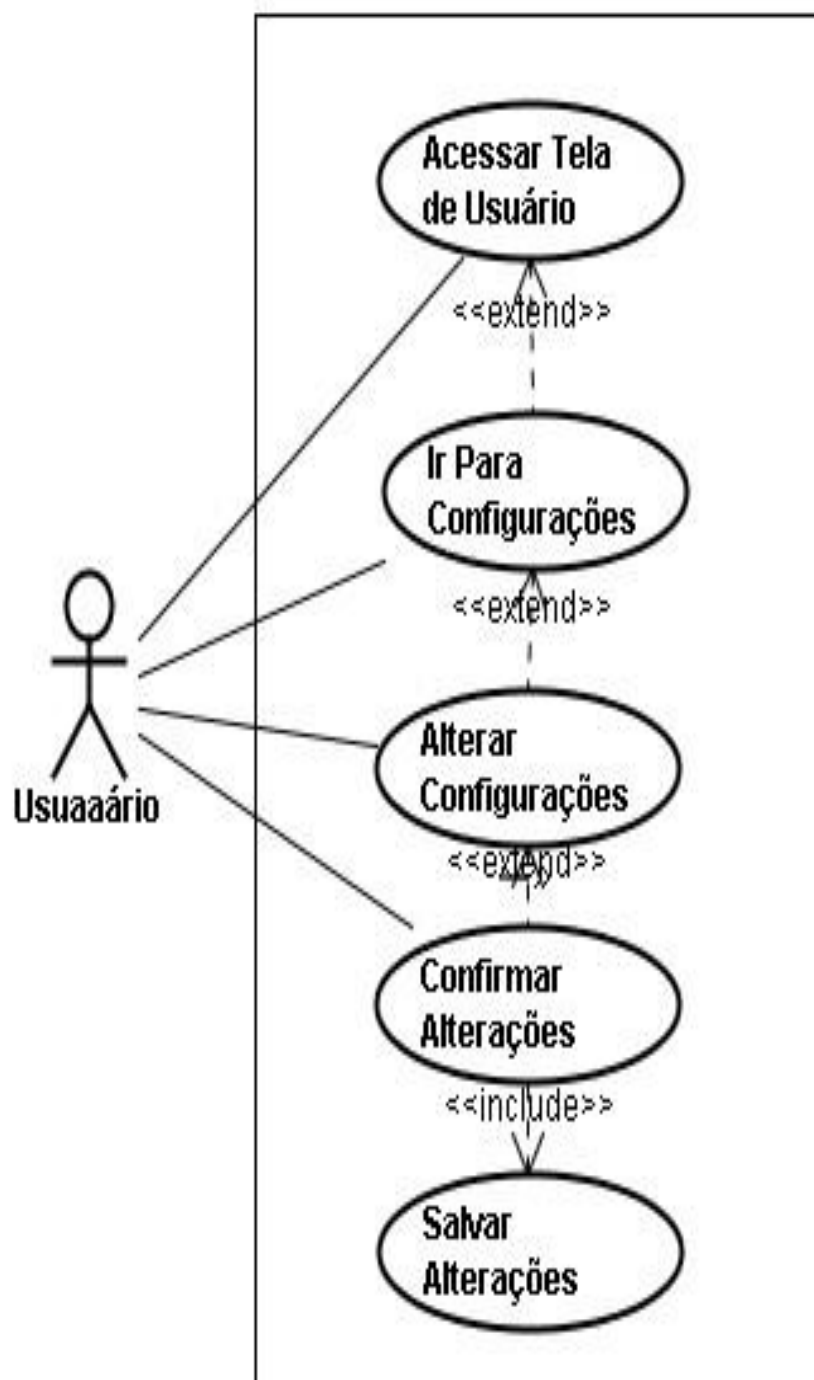 Acessar Tela
de Usuário
<<extend>>
Ir Para
Configurações
<<extend>>
Alterar
Configurações
Usuaaário
<<extend>>
Confirmar
Alterações
<<include>>
Salvar
Alterações